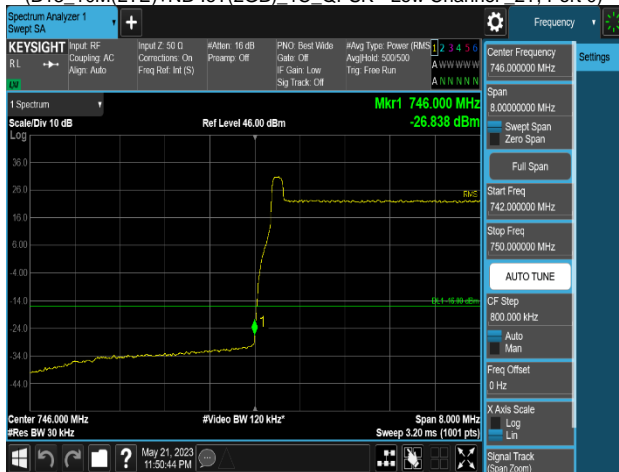 Spectrum Analyzer 1
Swept SA
Frequency
KEYSIGHT
RL
Input: RF
Coupling: AC
Align: Auto
Input Z: 50 Ω
Corrections: On
Freq Ref: Int (S)
#Atten: 16 dB
Preamp: Off
PNO: Best Wide
Gate: Off
IF Gain: Low
Sig Track: Off
#Avg Type: Power (RMS
Avg|Hold: 500/500
Trig: Free Run
1 2 3 4 5 6
A W W W W W
A N N N N N
Center Frequency
746.000000 MHz
Settings
Span
8.00000000 MHz
Swept Span
Zero Span
Full Span
Start Freq
742.000000 MHz
Stop Freq
750.000000 MHz
AUTO TUNE
CF Step
800.000 kHz
Auto
Man
Freq Offset
0 Hz
X Axis Scale
Log
Lin
Signal Track
(Span Zoom)
1 Spectrum
Scale/Div 10 dB
Log
Ref Level 46.00 dBm
Mkr1 746.000 MHz
-26.838 dBm
36.0
26.0
16.0
6.00
-4.00
-14.0
-24.0
-34.0
-44.0
RMS
1
Center 746.000 MHz
#Res BW 30 kHz
#Video BW 120 kHz*
Span 8.000 MHz
Sweep 3.20 ms (1001 pts)
?
May 21, 2023
11:50:44 PM